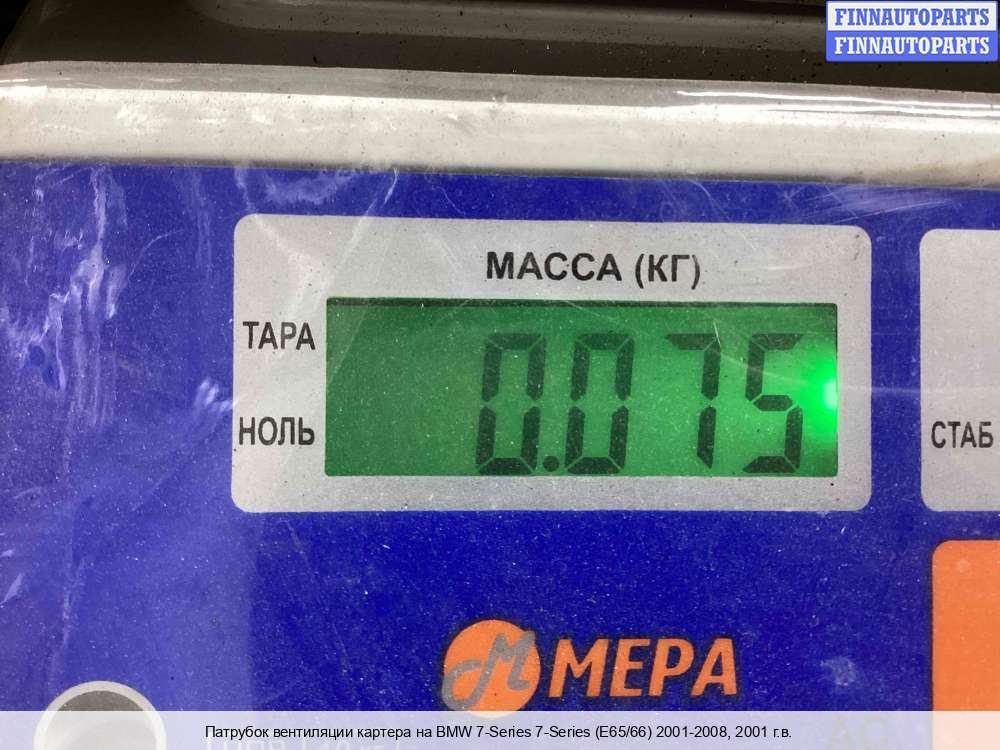 FINNAUTOPARTS
FINNAUTOPARTS
МАССА (КГ)
ТАРА
0.075
НОЛЬ
СТАБ
МЕРА
Патрубок вентиляции картера на BMW 7-Series 7-Series (E65/66) 2001-2008, 2001 г.в.